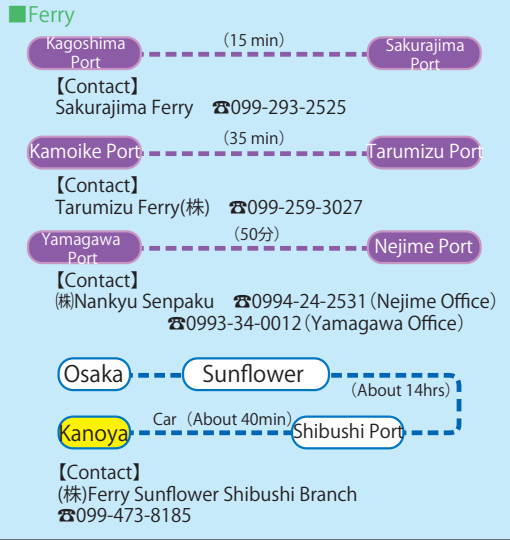 ■Ferry
Kagoshima Port (15 min) Sakurajima Port
【Contact】
Sakurajima Ferry ☎099-293-2525
Kamoike Port (35 min) Tarumizu Port
【Contact】
Tarumizu Ferry(株) ☎099-259-3027
Yamagawa Port (50分) Nejime Port
【Contact】
㈱Nankyu Senpaku ☎0994-24-2531（Nejime Office）
☎0993-34-0012（Yamagawa Office）
Osaka Sunflower
(About 14hrs)
Kanoya Car（About 40min） Shibushi Port
【Contact】
(株)Ferry Sunflower Shibushi Branch
☎099-473-8185